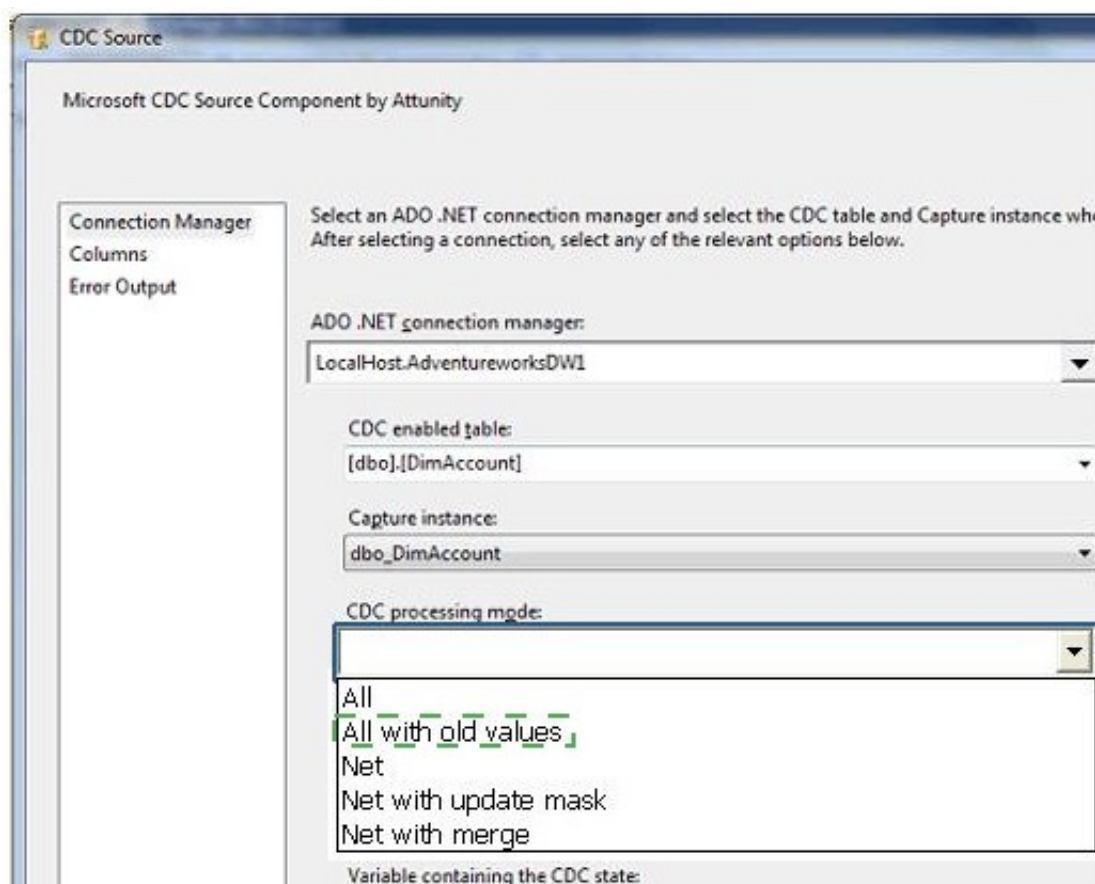 CDC Source
Microsoft CDC Source Component by Attunity
Connection Manager
Columns
Error Output
Select an ADO .NET connection manager and select the CDC table and Capture instance
After selecting a connection, select any of the relevant options below.
ADO .NET connection manager:
LocalHost.AdventureworksDW1
CDC enabled table:
[dbo].[DimAccount]
Capture instance:
dbo_DimAccount
CDC processing mode:
All
All with old values
Net
Net with update mask
Net with merge
Variable containing the CDC state: